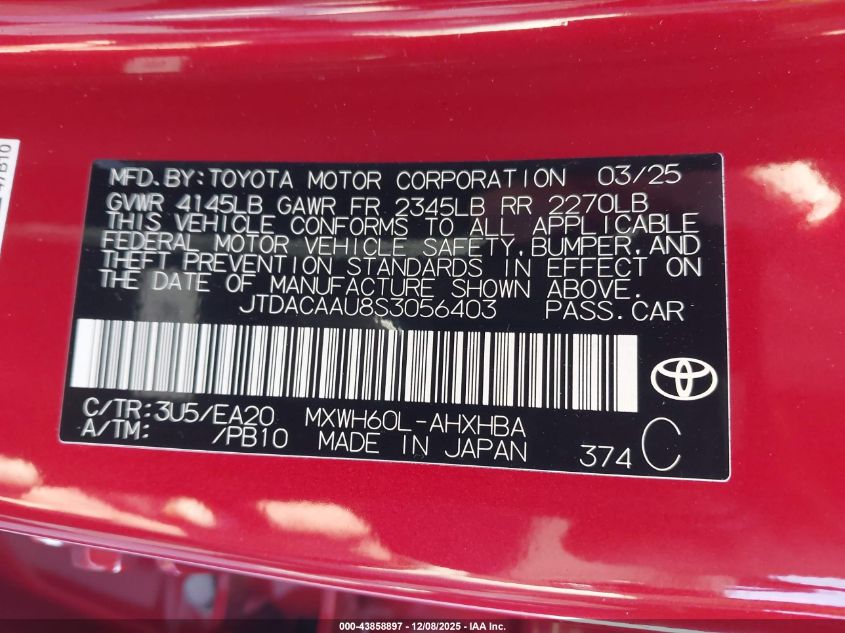 MFD.BY:TOYOTA MOTOR CORPORATION 03/25
GVWR 4145LB GAWR FR 2345LB RR 2270LB
THIS VEHICLE CONFORMS TO ALL APPLICABLE
FEDERAL MOTOR VEHICLE SAFETY,BUMPER,AND
THEFT PREVENTION STANDARDS IN EFFECT ON
THE DATE OF MANUFACTURE SHOWN ABOVE.
JTDACAAU8S3056403 PASS.CAR
C/TR:3U5/EA20 MXWH60L-AHXHBA
A/TM: /PB10 MADE IN JAPAN 374 C
000-43858897 - 12/08/2025 - IAA Inc.